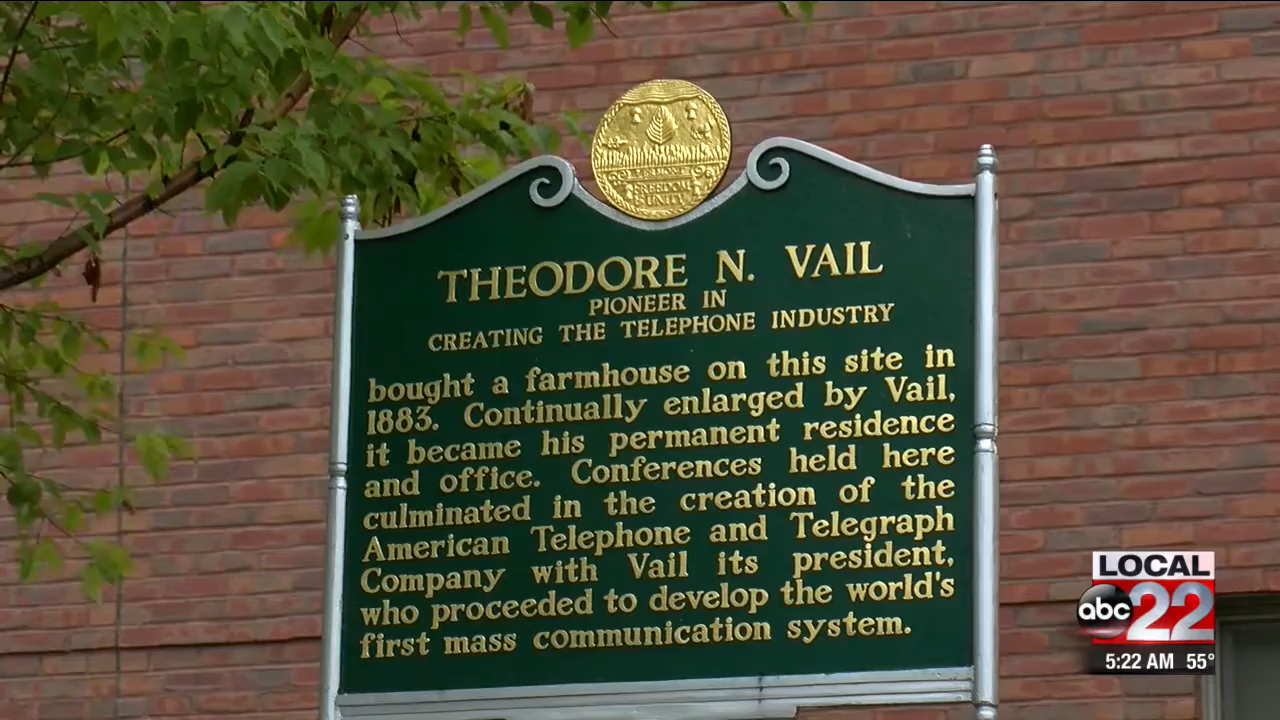 VERMONT
FREEDOM
& UNITY
THEODORE N. VAIL
PIONEER IN
CREATING THE TELEPHONE INDUSTRY
bought a farmhouse on this site in
1883. Continually enlarged by Vail,
it became his permanent residence
and office. Conferences held here
culminated in the creation of the
American Telephone and Telegraph
Company with Vail its president,
who proceeded to develop the world's
first mass communication system.
LOCAL
abc 22
5:22 AM 55°